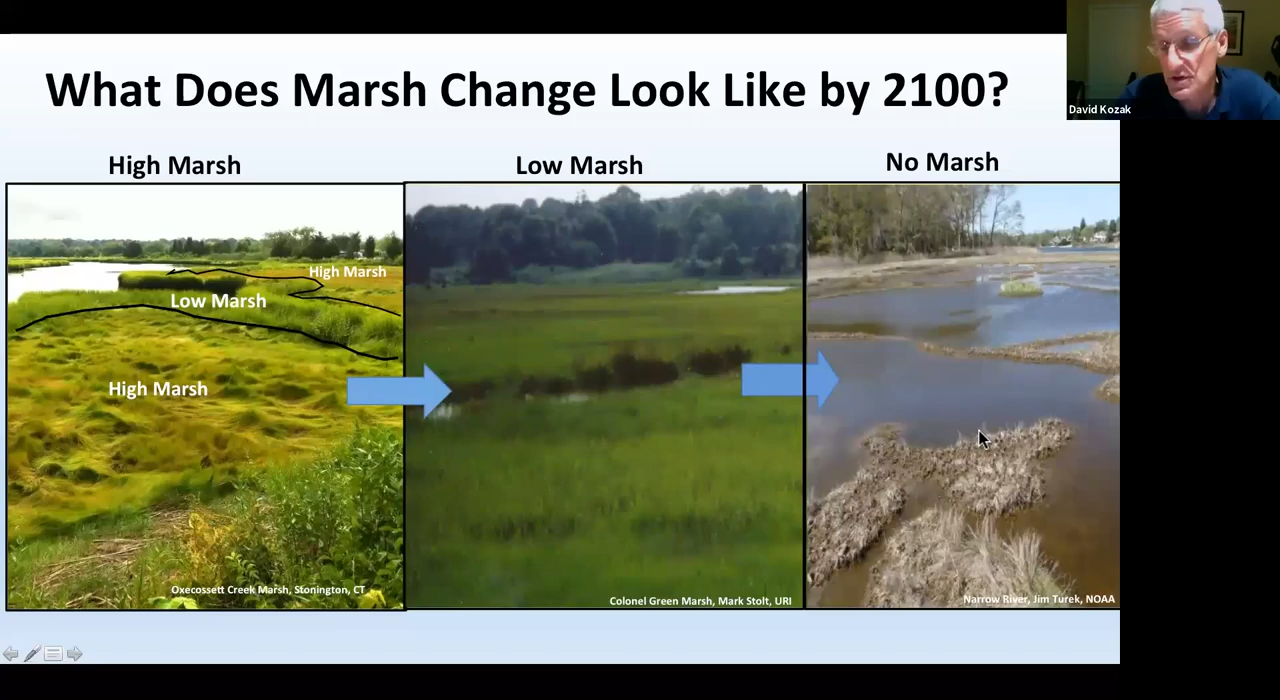 What Does Marsh Change Look Like by 2100?
David Kozak
High Marsh
Low Marsh
No Marsh
High Marsh
Low Marsh
High Marsh
Oxecossett Creek Marsh, Stonington, CT
Colonel Green Marsh, Mark Stolt, URI
Narrow River, Jim Turek, NOAA